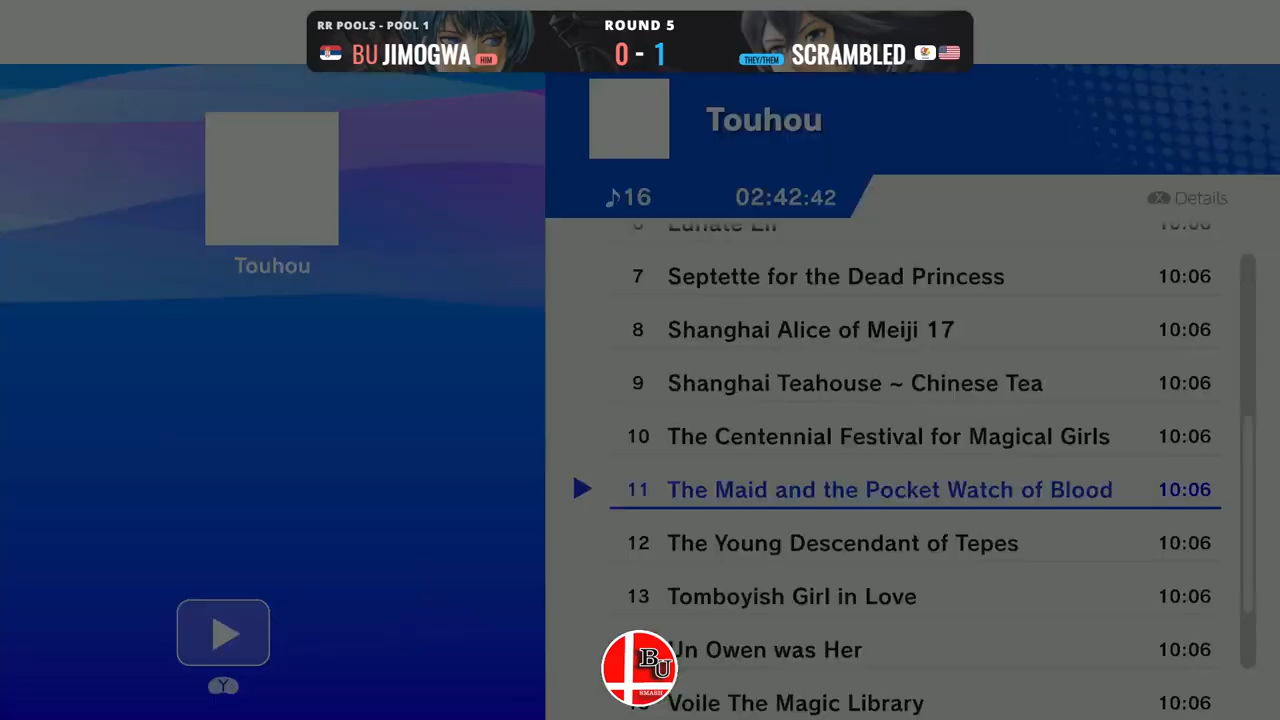 RR POOLS - POOL 1
ROUND 5
BU JIMOGWA HIM
0 - 1
THEY/THEM SCRAMBLED
Touhou
♪16 02:42:42
Details
Touhou
7 Septette for the Dead Princess 10:06
8 Shanghai Alice of Meiji 17 10:06
9 Shanghai Teahouse ~ Chinese Tea 10:06
10 The Centennial Festival for Magical Girls 10:06
11 The Maid and the Pocket Watch of Blood 10:06
12 The Young Descendant of Tepes 10:06
13 Tomboyish Girl in Love 10:06
Un Owen was Her 10:06
Voile The Magic Library 10:06
Y
BU
SMASH